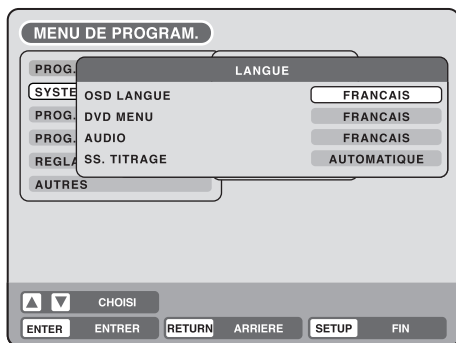 MENU DE PROGRAM.
PROG.
LANGUE
SYSTE
OSD LANGUE FRANCAIS
PROG.
DVD MENU FRANCAIS
PROG.
AUDIO FRANCAIS
REGLA
SS. TITRAGE AUTOMATIQUE
AUTRES
CHOISI
ENTER ENTRER RETURN ARRIERE SETUP FIN